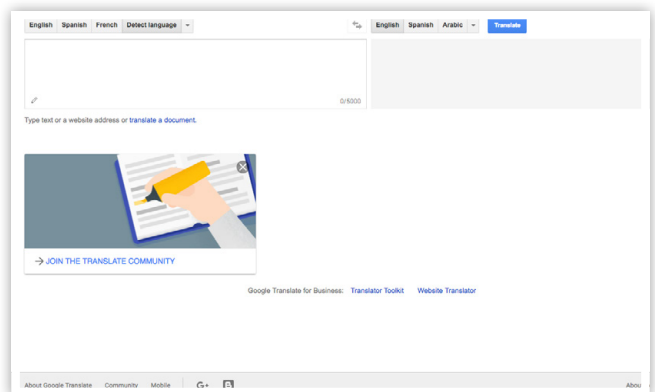 English Spanish French Detect language English Spanish Arabic Translate
0/5000
Type text or a website address or translate a document.
→ JOIN THE TRANSLATE COMMUNITY
Google Translate for Business: Translator Toolkit Website Translator
About Google Translate Community Mobile G+ Abou